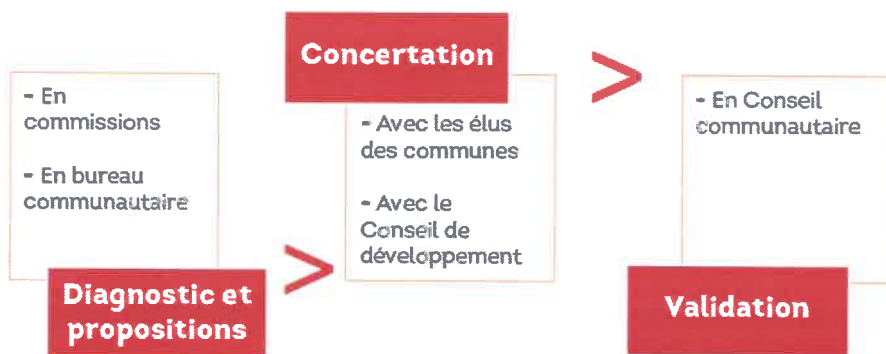 - En
commissions
- En bureau
communautaire
Diagnostic et
propositions
>
Concertation
- Avec les élus
des communes
- Avec le
Conseil de
développement
>
- En Conseil
communautaire
Validation